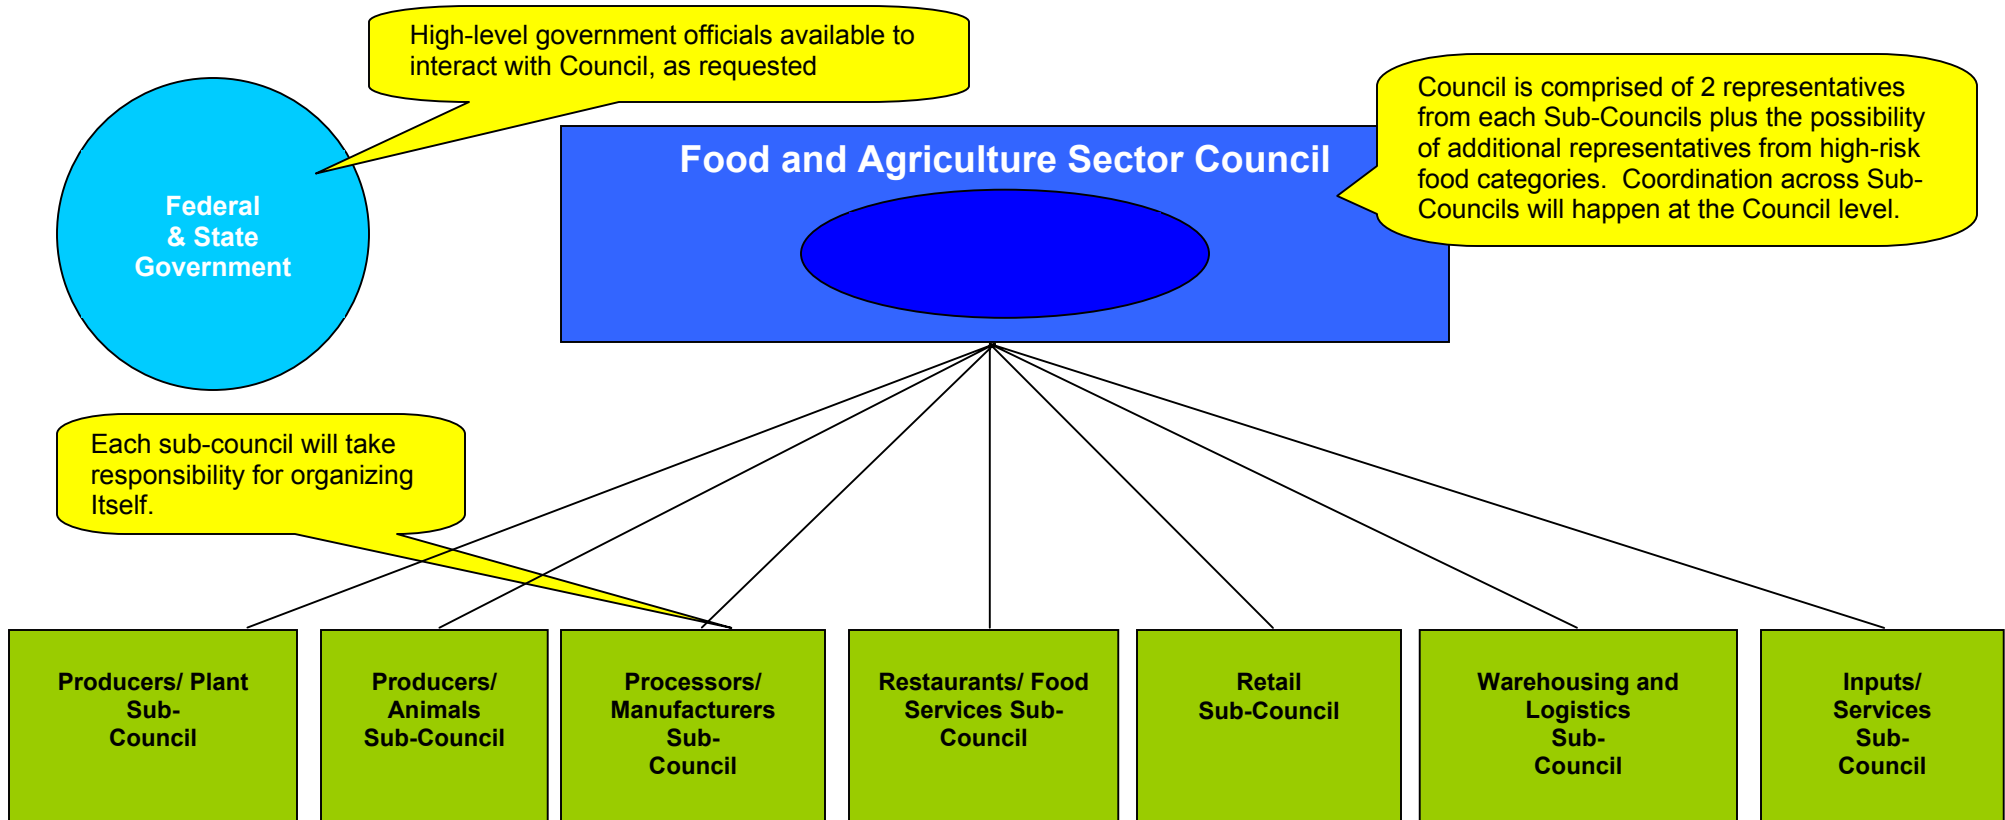 High-level government officials available to
interact with Council, as requested
Council is comprised of 2 representatives
from each Sub-Councils plus the possibility
of additional representatives from high-risk
food categories.  Coordination across Sub-
Councils will happen at the Council level.
Food and Agriculture Sector Council
Federal
& State
Government
Each sub-council will take
responsibility for organizing
Itself.
Producers/ Plant
Sub-
Council
Producers/
Animals
Sub-Council
Processors/
Manufacturers
Sub-
Council
Restaurants/ Food
Services Sub-
Council
Retail
Sub-Council
Warehousing and
Logistics
Sub-
Council
Inputs/
Services
Sub-
Council